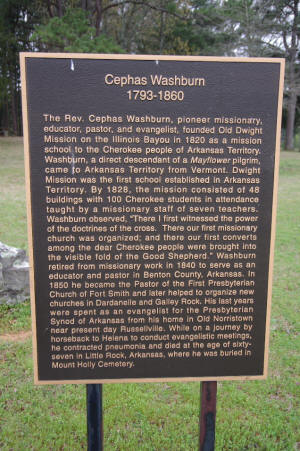 Cephas Washburn
1793-1860
The Rev. Cephas Washburn, pioneer missionary,
educator, pastor, and evangelist, founded Old Dwight
Mission on the Illinois Bayou in 1820 as a mission
school to the Cherokee people of Arkansas Territory.
Washburn, a direct descendant of a Mayflower pilgrim,
came to Arkansas Territory from Vermont. Dwight
Mission was the first school established in Arkansas
Territory. By 1828, the mission consisted of 48
buildings with 100 Cherokee students in attendance
taught by a missionary staff of seven teachers.
Washburn observed, "There I first witnessed the power
of the doctrines of the cross. There our first missionary
church was organized; and there our first converts
from among the dear Cherokee people were brought into
the visible fold of the Good Shepherd." Washburn
retired from missionary work in 1840 to serve as an
educator and pastor in Benton County, Arkansas. In
1850 he became the Pastor of the First Presbyterian
Church of Fort Smith and later helped to organize new
churches in Dardanelle and Galley Rock. His last years
were spent as an evangelist for the Presbyterian
Synod of Arkansas from his home in Old Norristown
near present day Russellville. While on a journey by
horseback to Helena to conduct evangelistic meetings,
he contracted pneumonia and died at the age of sixty-
seven in Little Rock, Arkansas, where he was buried in
Mount Holly Cemetery.